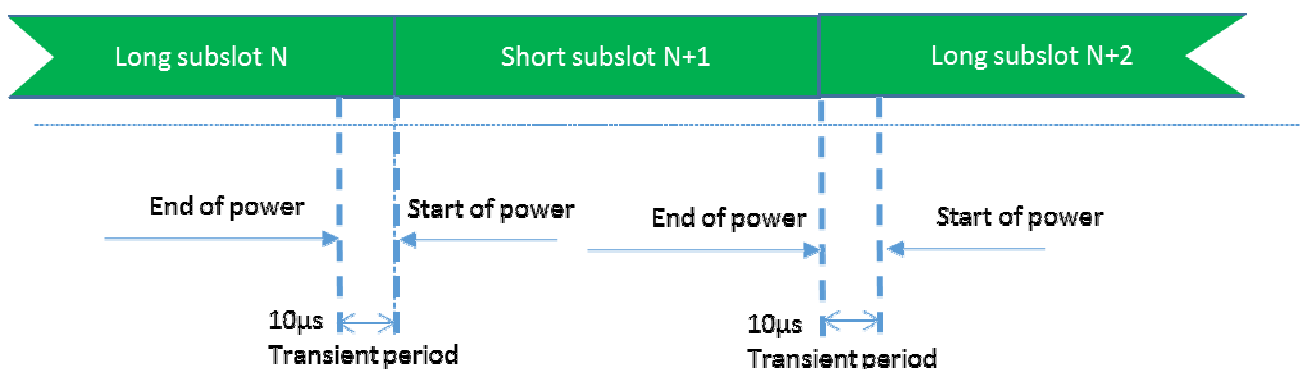 Long subslot N
Short subslot N+1
Long subslot N+2
End of power
Start of power
End of power
Start of power
10µs
Transient period
10µs
Transient period